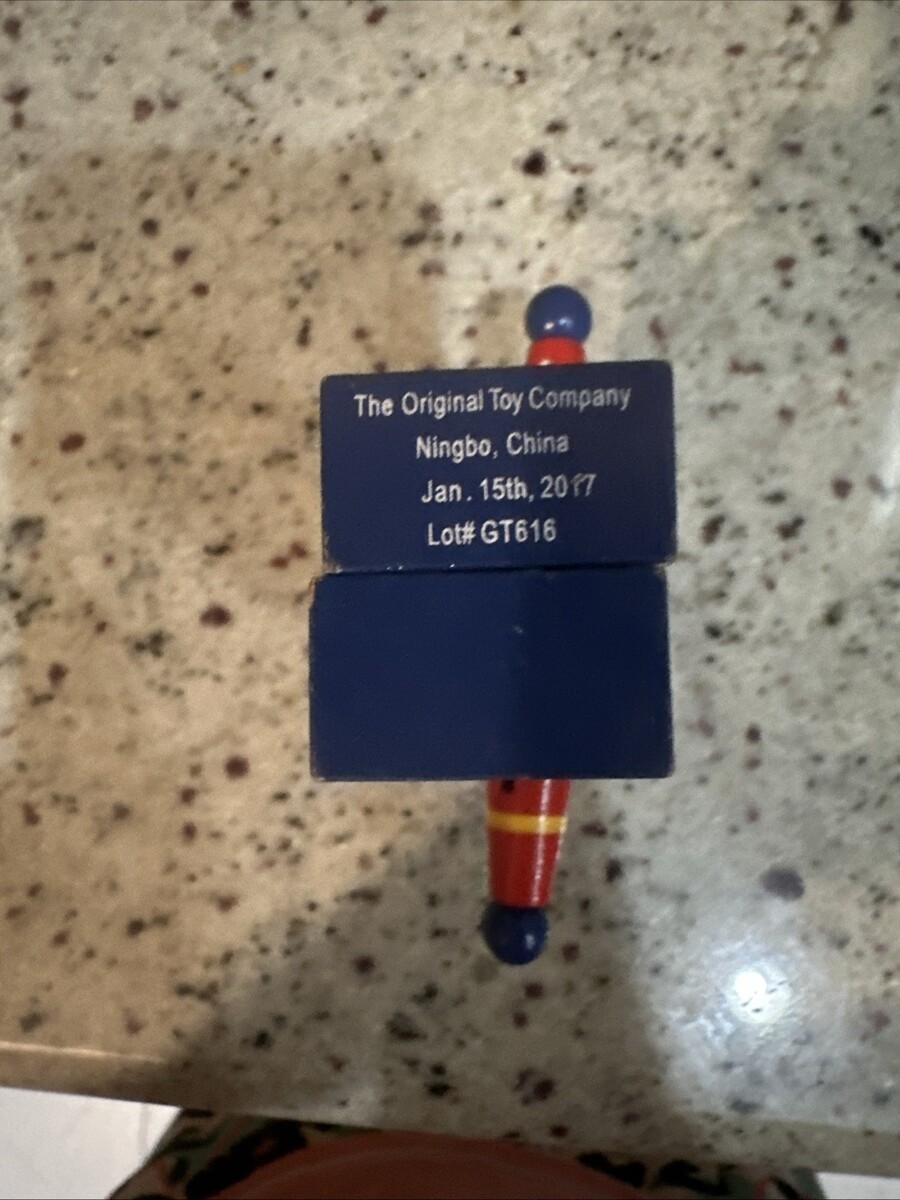 The Original Toy Company
Ningbo, China
Jan. 15th, 2017
Lot# GT616